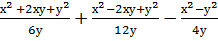 (x² +2xy+y²)/(6y) + (x²−2xy+y²)/(12y) − (x²−y²)/(4y)